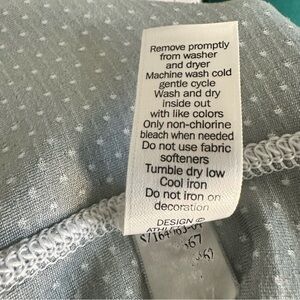 Remove promptly
from washer
and dryer
Machine wash cold
gentle cycle
Wash and dry
inside out
with like colors
Only non-chlorine
bleach when needed
Do not use fabric
softeners
Tumble dry low
Cool iron
Do not iron on
decoration
DESIGN ©